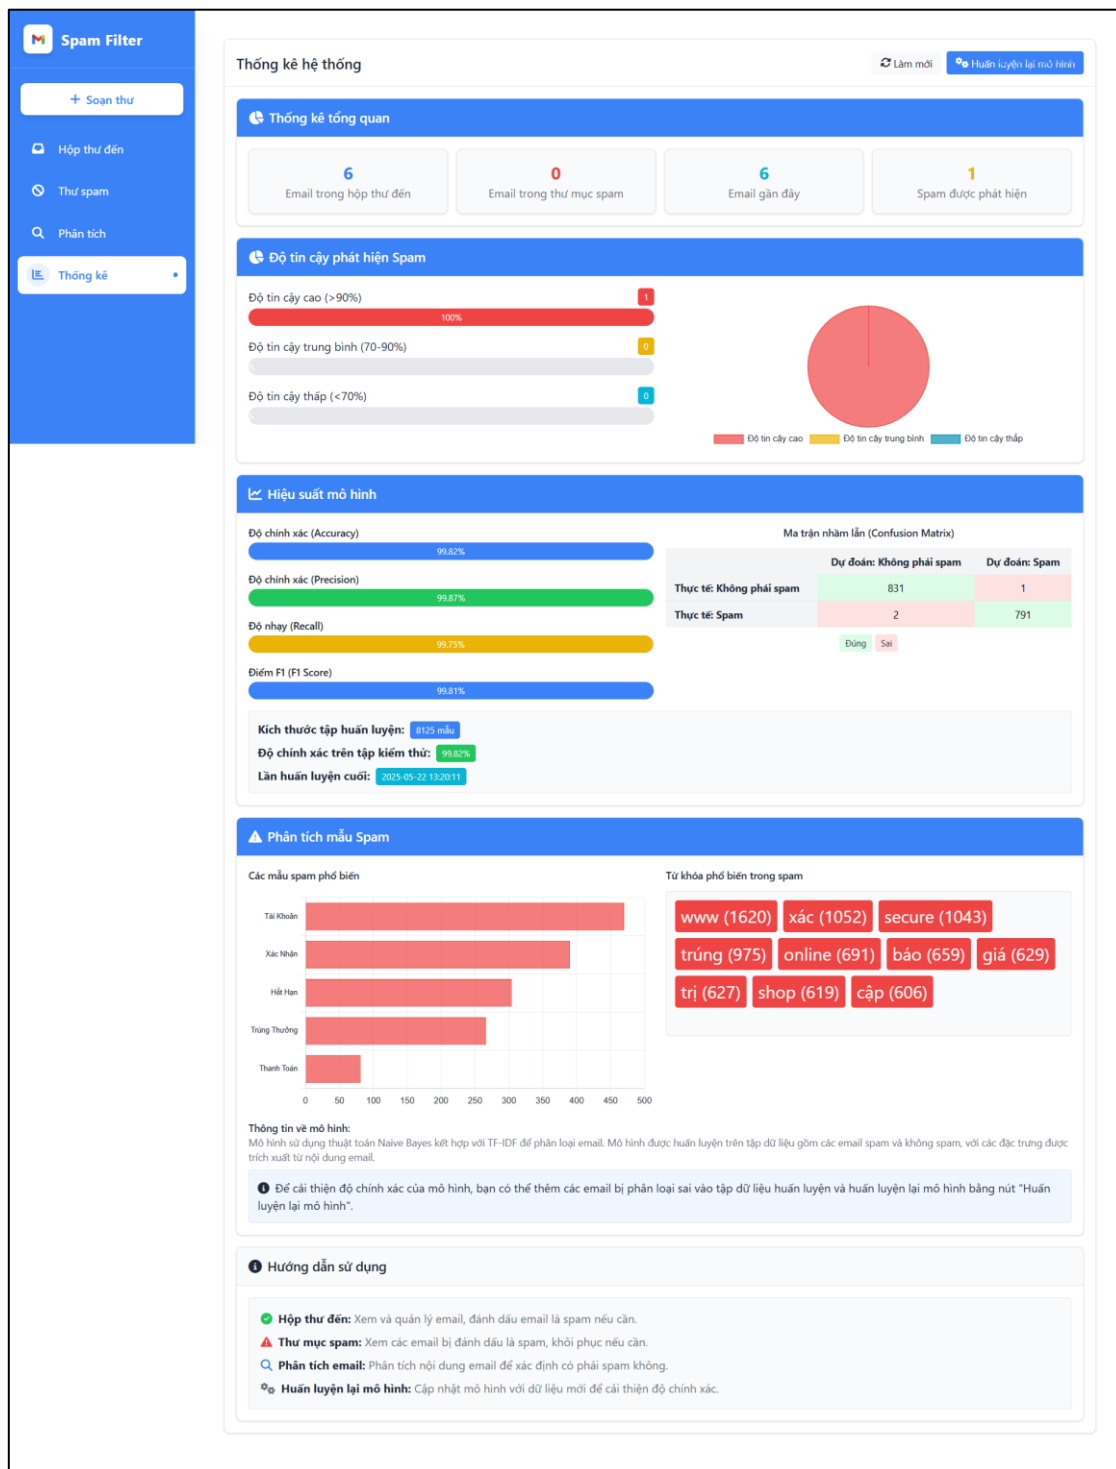 Spam Filter
+ Soạn thư
Hộp thư đến
Thư spam
Phân tích
Thống kê
Thống kê hệ thống
Làm mới
Huấn luyện lại mô hình
Thống kê tổng quan
6
Email trong hộp thư đến
0
Email trong thư mục spam
6
Email gần đây
1
Spam được phát hiện
Độ tin cậy phát hiện Spam
Độ tin cậy cao (>90%)
1
100%
Độ tin cậy trung bình (70-90%)
0
Độ tin cậy thấp (<70%)
0
Độ tin cậy cao
Độ tin cậy trung bình
Độ tin cậy thấp
Hiệu suất mô hình
Độ chính xác (Accuracy)
99.82%
Độ chính xác (Precision)
99.87%
Độ nhạy (Recall)
99.75%
Điểm F1 (F1 Score)
99.81%
Ma trận nhầm lẫn (Confusion Matrix)
Dự đoán: Không phải spam Dự đoán: Spam
Thực tế: Không phải spam 831 1
Thực tế: Spam 2 791
Đúng Sai
Kích thước tập huấn luyện: 8125 mẫu
Độ chính xác trên tập kiểm thử: 99.82%
Lần huấn luyện cuối: 2025-05-22 13:20:11
Phân tích mẫu Spam
Các mẫu spam phổ biến
Tài Khoản
Xác Nhận
Hết Hạn
Trúng Thưởng
Thanh Toán
0 50 100 150 200 250 300 350 400 450 500
Từ khóa phổ biến trong spam
www (1620) xác (1052) secure (1043)
trúng (975) online (691) báo (659) giá (629)
trị (627) shop (619) cập (606)
Thông tin về mô hình:
Mô hình sử dụng thuật toán Naive Bayes kết hợp với TF-IDF để phân loại email. Mô hình được huấn luyện trên tập dữ liệu gồm các email spam và không spam, với các đặc trưng được
trích xuất từ nội dung email.
Để cải thiện độ chính xác của mô hình, bạn có thể thêm các email bị phân loại sai vào tập dữ liệu huấn luyện và huấn luyện lại mô hình bằng nút "Huấn
luyện lại mô hình".
Hướng dẫn sử dụng
Hộp thư đến: Xem và quản lý email, đánh dấu email là spam nếu cần.
Thư mục spam: Xem các email bị đánh dấu là spam, khôi phục nếu cần.
Phân tích email: Phân tích nội dung email để xác định có phải spam không.
Huấn luyện lại mô hình: Cập nhật mô hình với dữ liệu mới để cải thiện độ chính xác.